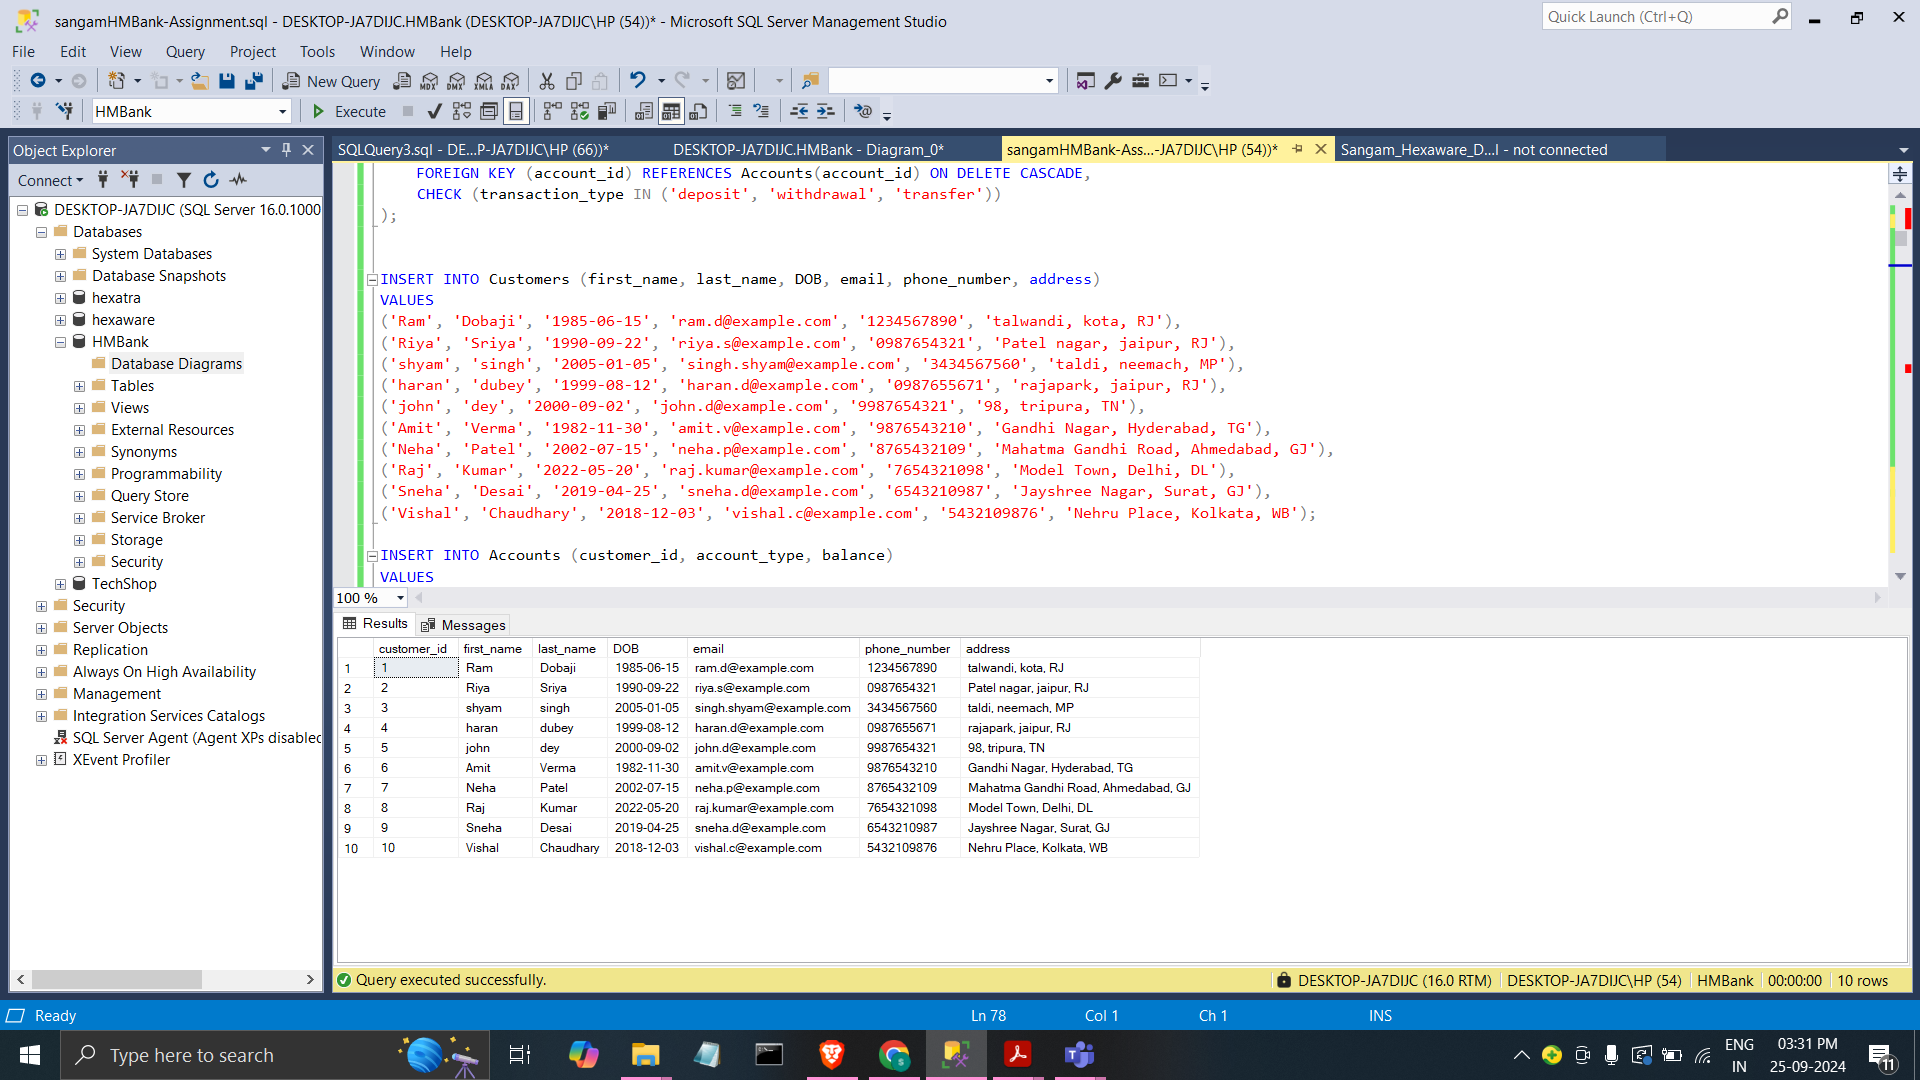 sangamHMBank-Assignment.sql - DESKTOP-JA7DIJC.HMBank (DESKTOP-JA7DIJC\HP (54))* - Microsoft SQL Server Management Studio
Quick Launch (Ctrl+Q)
File Edit View Query Project Tools Window Help
New Query MDX DMX XMLA DAX
HMBank Execute
Object Explorer
SQLQuery3.sql - DE...P-JA7DIJC\HP (66))* DESKTOP-JA7DIJC.HMBank - Diagram_0* sangamHMBank-Ass...-JA7DIJC\HP (54))* Sangam_Hexaware_D...l - not connected
Connect
DESKTOP-JA7DIJC (SQL Server 16.0.1000
Databases
System Databases
Database Snapshots
hexatra
hexaware
HMBank
Database Diagrams
Tables
Views
External Resources
Synonyms
Programmability
Query Store
Service Broker
Storage
Security
TechShop
Security
Server Objects
Replication
Always On High Availability
Management
Integration Services Catalogs
SQL Server Agent (Agent XPs disablec
XEvent Profiler
FOREIGN KEY (account_id) REFERENCES Accounts(account_id) ON DELETE CASCADE,
CHECK (transaction_type IN ('deposit', 'withdrawal', 'transfer'))
);
INSERT INTO Customers (first_name, last_name, DOB, email, phone_number, address)
VALUES
('Ram', 'Dobaji', '1985-06-15', 'ram.d@example.com', '1234567890', 'talwandi, kota, RJ'),
('Riya', 'Sriya', '1990-09-22', 'riya.s@example.com', '0987654321', 'Patel nagar, jaipur, RJ'),
('shyam', 'singh', '2005-01-05', 'singh.shyam@example.com', '3434567560', 'taldi, neemach, MP'),
('haran', 'dubey', '1999-08-12', 'haran.d@example.com', '0987655671', 'rajapark, jaipur, RJ'),
('john', 'dey', '2000-09-02', 'john.d@example.com', '9987654321', '98, tripura, TN'),
('Amit', 'Verma', '1982-11-30', 'amit.v@example.com', '9876543210', 'Gandhi Nagar, Hyderabad, TG'),
('Neha', 'Patel', '2002-07-15', 'neha.p@example.com', '8765432109', 'Mahatma Gandhi Road, Ahmedabad, GJ'),
('Raj', 'Kumar', '2022-05-20', 'raj.kumar@example.com', '7654321098', 'Model Town, Delhi, DL'),
('Sneha', 'Desai', '2019-04-25', 'sneha.d@example.com', '6543210987', 'Jayshree Nagar, Surat, GJ'),
('Vishal', 'Chaudhary', '2018-12-03', 'vishal.c@example.com', '5432109876', 'Nehru Place, Kolkata, WB');
INSERT INTO Accounts (customer_id, account_type, balance)
VALUES
100 %
Results Messages
customer_id first_name last_name DOB email phone_number address
1 1 Ram Dobaji 1985-06-15 ram.d@example.com 1234567890 talwandi, kota, RJ
2 2 Riya Sriya 1990-09-22 riya.s@example.com 0987654321 Patel nagar, jaipur, RJ
3 3 shyam singh 2005-01-05 singh.shyam@example.com 3434567560 taldi, neemach, MP
4 4 haran dubey 1999-08-12 haran.d@example.com 0987655671 rajapark, jaipur, RJ
5 5 john dey 2000-09-02 john.d@example.com 9987654321 98, tripura, TN
6 6 Amit Verma 1982-11-30 amit.v@example.com 9876543210 Gandhi Nagar, Hyderabad, TG
7 7 Neha Patel 2002-07-15 neha.p@example.com 8765432109 Mahatma Gandhi Road, Ahmedabad, GJ
8 8 Raj Kumar 2022-05-20 raj.kumar@example.com 7654321098 Model Town, Delhi, DL
9 9 Sneha Desai 2019-04-25 sneha.d@example.com 6543210987 Jayshree Nagar, Surat, GJ
10 10 Vishal Chaudhary 2018-12-03 vishal.c@example.com 5432109876 Nehru Place, Kolkata, WB
Query executed successfully. DESKTOP-JA7DIJC (16.0 RTM) DESKTOP-JA7DIJC\HP (54) HMBank 00:00:00 10 rows
Ready Ln 78 Col 1 Ch 1 INS
Type here to search
ENG
IN
03:31 PM
25-09-2024
11